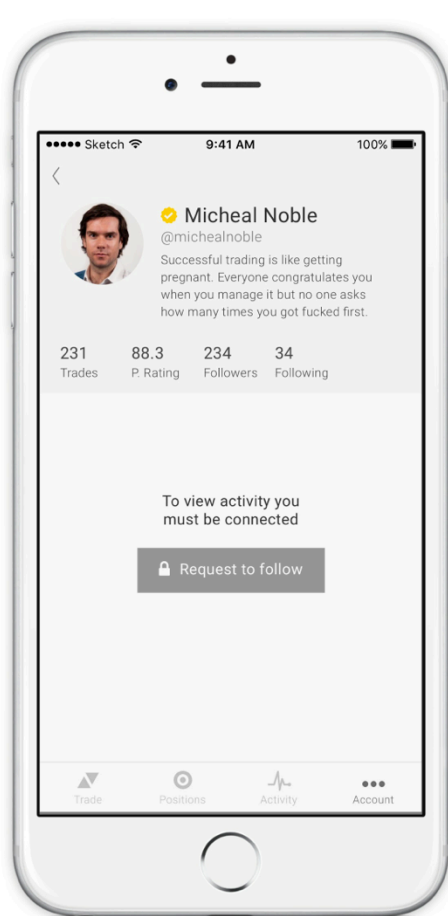 Sketch 9:41 AM 100%
Micheal Noble
@michealnoble
Successful trading is like getting
pregnant. Everyone congratulates you
when you manage it but no one asks
how many times you got fucked first.
231 88.3 234 34
Trades P. Rating Followers Following
To view activity you
must be connected
Request to follow
Trade Positions Activity Account